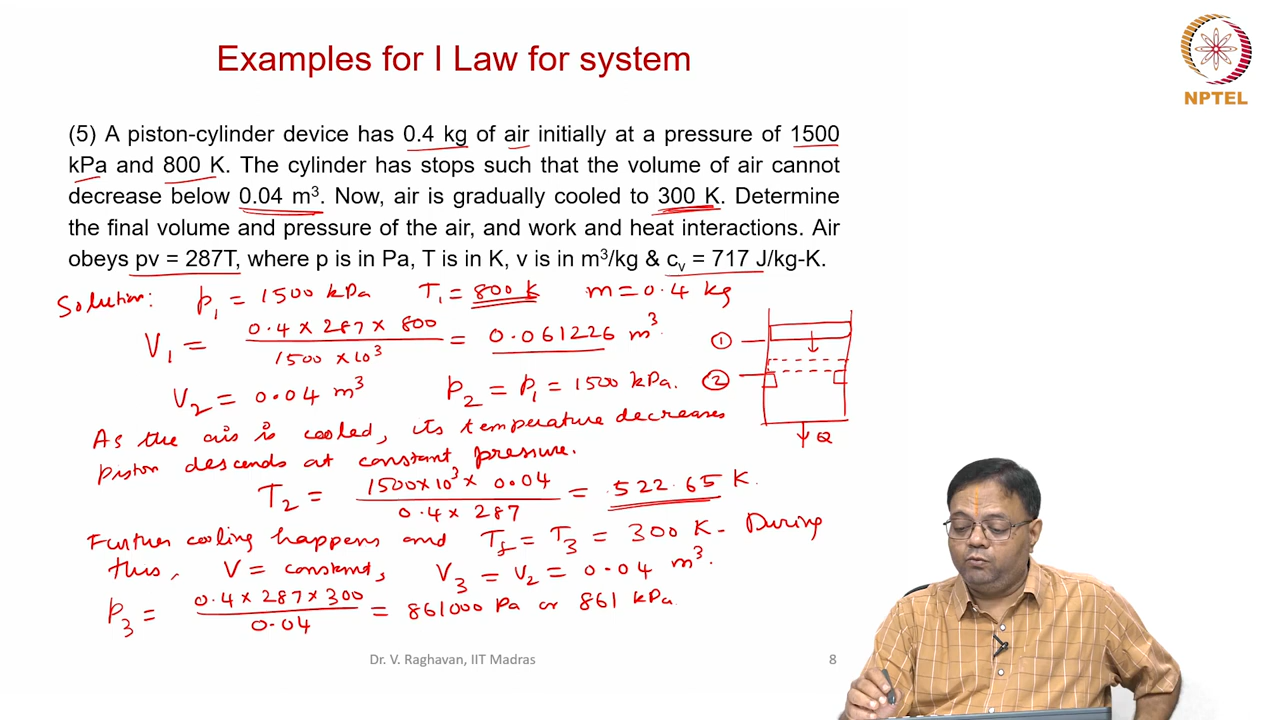 Examples for I Law for system
NPTEL
(5) A piston-cylinder device has 0.4 kg of air initially at a pressure of 1500
kPa and 800 K. The cylinder has stops such that the volume of air cannot
decrease below 0.04 m³. Now, air is gradually cooled to 300 K. Determine
the final volume and pressure of the air, and work and heat interactions. Air
obeys pv = 287T, where p is in Pa, T is in K, v is in m³/kg & cᵥ = 717 J/kg-K.
Solution: p₁ = 1500 kPa T₁ = 800 K m = 0.4 kg
V₁ = (0.4 × 287 × 800)/(1500 × 10³) = 0.061226 m³
V₂ = 0.04 m³ p₂ = p₁ = 1500 kPa.
① ② Q
As the air is cooled, its temperature decreases
piston descends at constant pressure.
T₂ = (1500×10³ × 0.04)/(0.4 × 287) = 522.65 K.
Further cooling happens and T_f = T₃ = 300 K. During
this, V = constant, V₃ = V₂ = 0.04 m³.
P₃ = (0.4 × 287 × 300)/(0.04) = 861000 Pa or 861 kPa.
Dr. V. Raghavan, IIT Madras
8